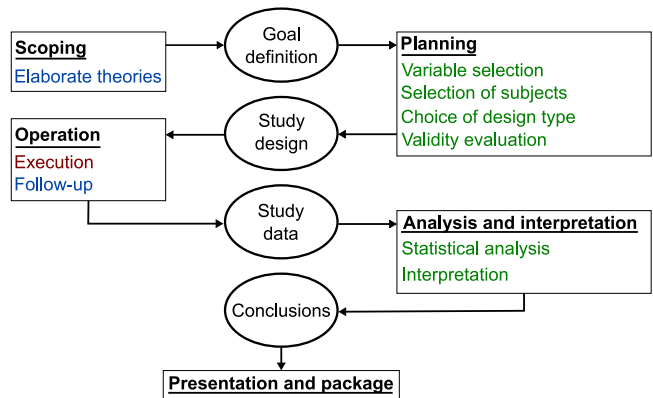 Scoping
Elaborate theories
Goal
definition
Planning
Variable selection
Selection of subjects
Choice of design type
Validity evaluation
Study
design
Operation
Execution
Follow-up
Study
data
Analysis and interpretation
Statistical analysis
Interpretation
Conclusions
Presentation and package